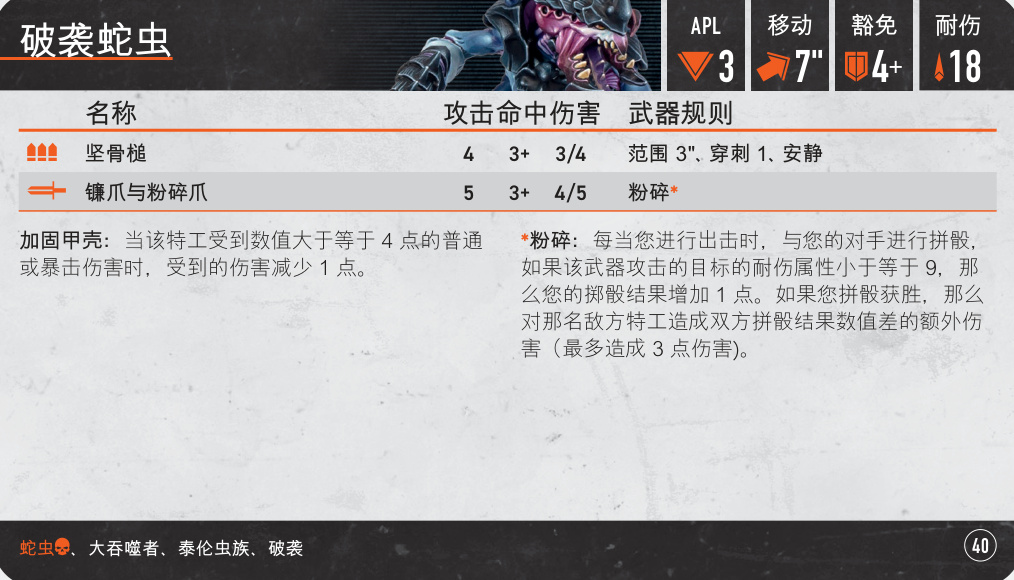 破袭蛇虫
APL 移动 豁免 耐伤
3 7" 4+ 18
名称 攻击 命中 伤害 武器规则
坚骨槌 4 3+ 3/4 范围 3"、穿刺 1、安静
镰爪与粉碎爪 5 3+ 4/5 粉碎*
加固甲壳：当该特工受到数值大于等于 4 点的普通
或暴击伤害时，受到的伤害减少 1 点。
*粉碎：每当您进行出击时，与您的对手进行拼骰，
如果该武器攻击的目标的耐伤属性小于等于 9，那
么您的掷骰结果增加 1 点。如果您拼骰获胜，那么
对那名敌方特工造成双方拼骰结果数值差的额外伤
害（最多造成 3 点伤害)。
蛇虫、大吞噬者、泰伦虫族、破袭
40